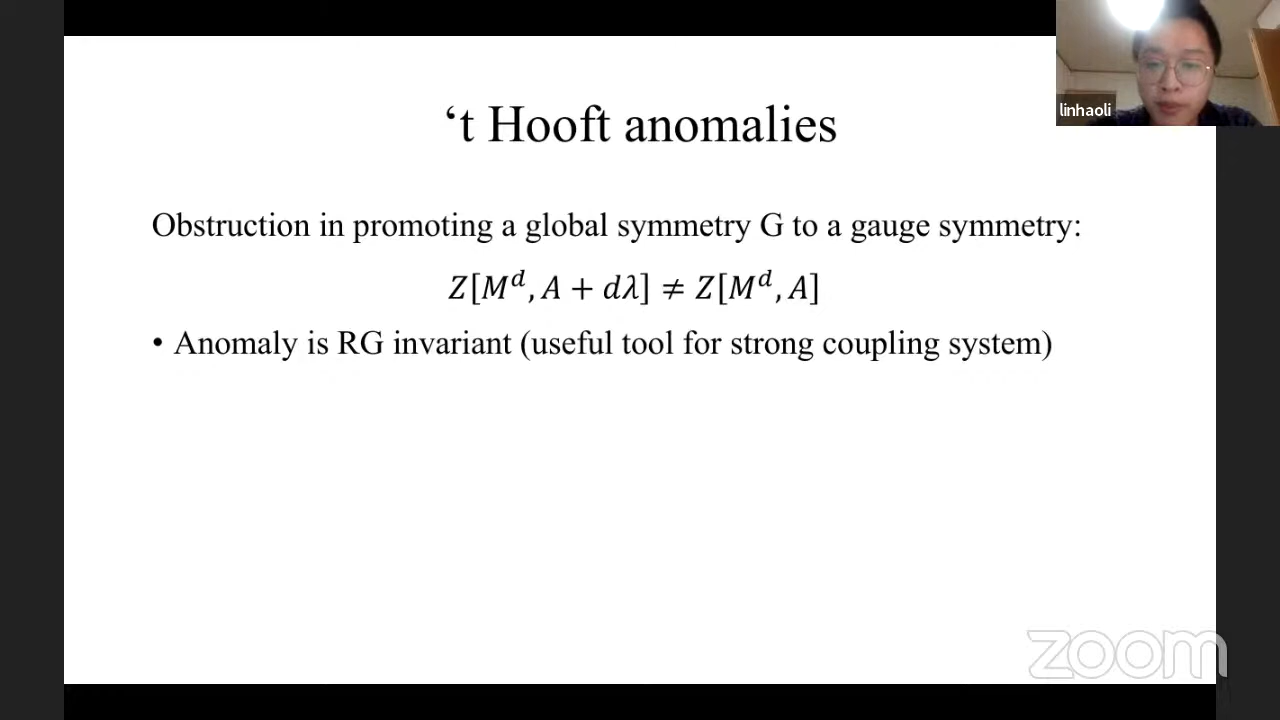 linhaoli
‘t Hooft anomalies
Obstruction in promoting a global symmetry G to a gauge symmetry:
Z[M^d, A + dλ] ≠ Z[M^d, A]
• Anomaly is RG invariant (useful tool for strong coupling system)
zoom